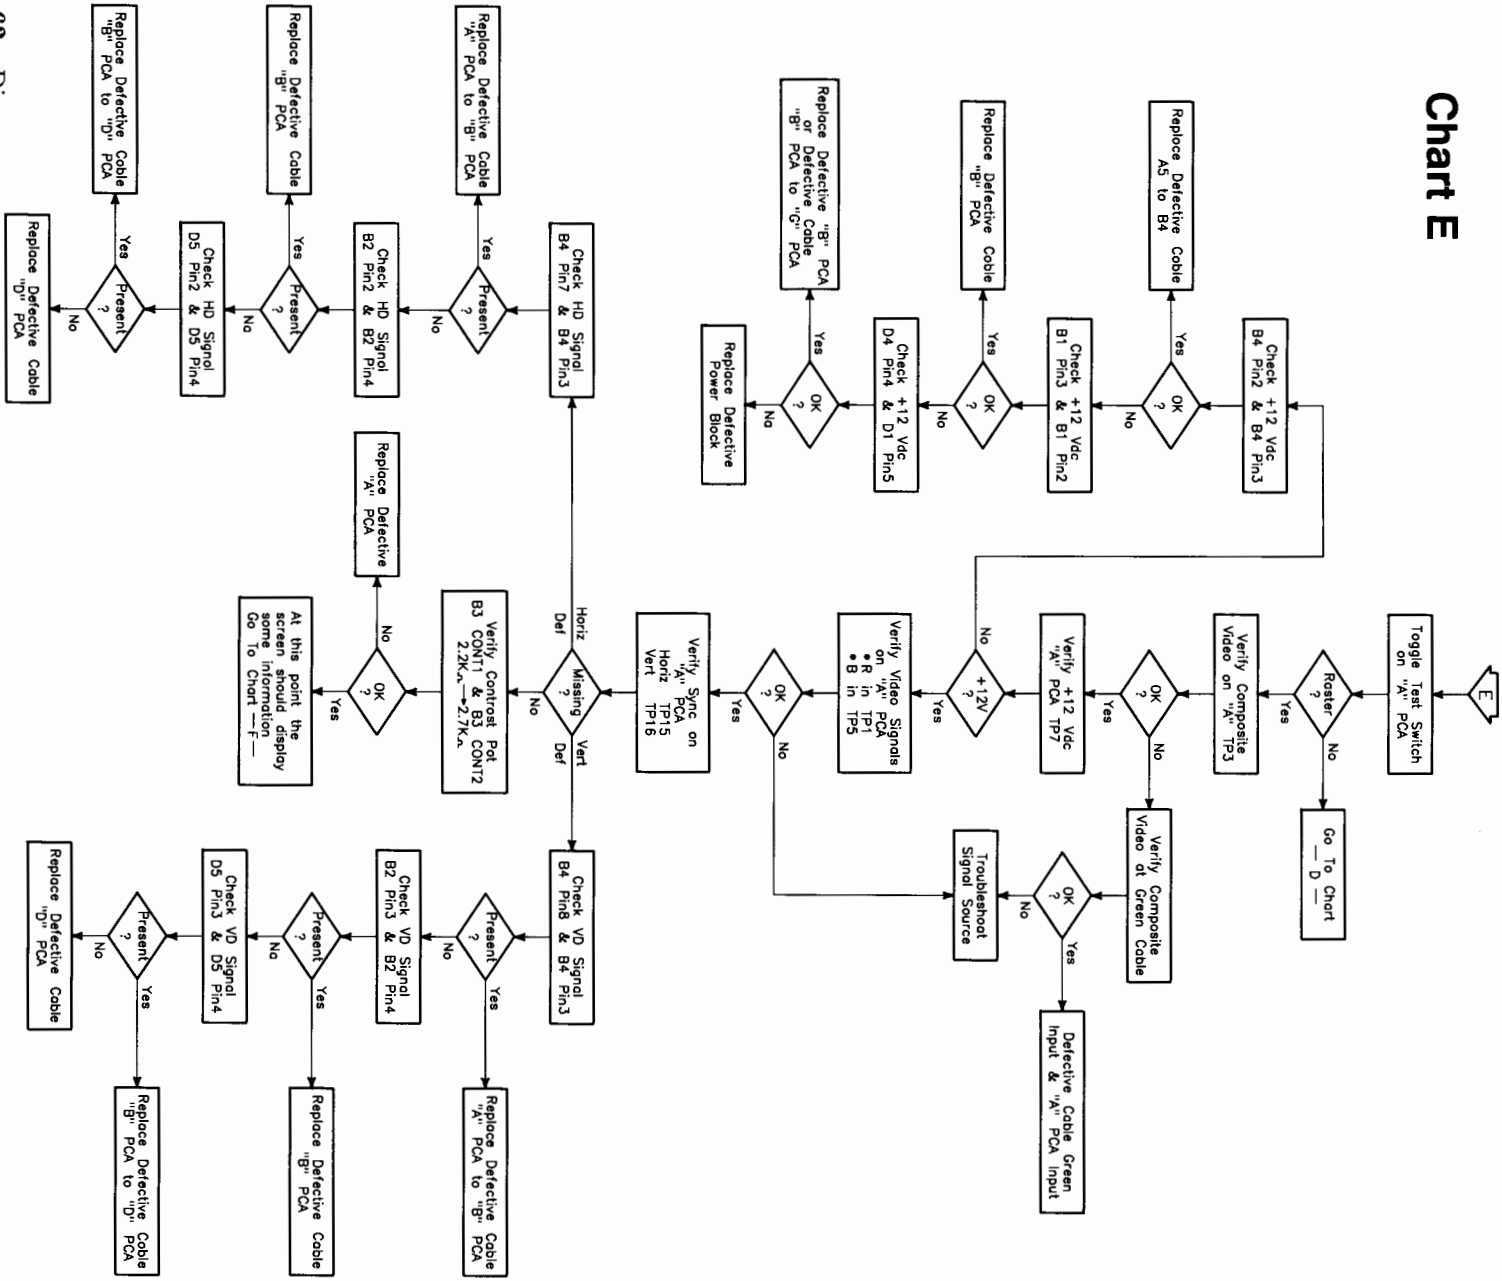 Chart E
E
Toggle Test Switch
on "A" PCA
Raster
?
No
Go To Chart
— D —
Yes
Verify Composite
Video on "A" TP3
OK
?
No
Verify Composite
Video at Green Cable
OK
?
Yes
Defective Cable Green
Input & "A" PCA Input
No
Troubleshoot
Signal Source
Yes
Verify +12 Vdc
"A" PCA TP7
+12V
?
No
Check +12 Vdc
B4 Pin2 & B4 Pin3
OK
?
Yes
Replace Defective Cable
A5 to B4
No
Check +12 Vdc
B1 Pin3 & B1 Pin2
OK
?
Yes
Replace Defective Cable
"B" PCA
No
Check +12 Vdc
D4 Pin4 & D1 Pin5
OK
?
Yes
Replace Defective "B" PCA
or Defective Cable
"B" PCA to "G" PCA
No
Replace Defective
Power Block
Yes
Verify Video Signals
on "A" PCA
• R in TP1
• B in TP5
OK
?
No
Yes
Verify Sync on
"A" PCA
Horiz TP15
Vert TP16
Missing
?
Horiz
Def
Check HD Signal
B4 Pin7 & B4 Pin3
Present
?
Yes
Replace Defective Cable
"A" PCA to "B" PCA
No
Check HD Signal
B2 Pin2 & B2 Pin4
Present
?
Yes
Replace Defective Cable
"B" PCA
No
Check HD Signal
D5 Pin2 & D5 Pin4
Present
?
Yes
Replace Defective Cable
"B" PCA to "D" PCA
No
Replace Defective Cable
"D" PCA
Vert
Def
Check VD Signal
B4 Pin8 & B4 Pin3
Present
?
Yes
Replace Defective Cable
"A" PCA to "B" PCA
No
Check VD Signal
B2 Pin3 & B2 Pin4
Present
?
Yes
Replace Defective Cable
"B" PCA
No
Check VD Signal
D5 Pin3 & D5 Pin4
Present
?
Yes
Replace Defective Cable
"B" PCA to "D" PCA
No
Replace Defective Cable
"D" PCA
No
Verify Contrast Pot
B3 CONT1 & B3 CONT2
2.2KΩ→2.7KΩ
OK
?
No
Replace Defective
"A" PCA
Yes
At this point the
screen should display
some information
Go To Chart —F—